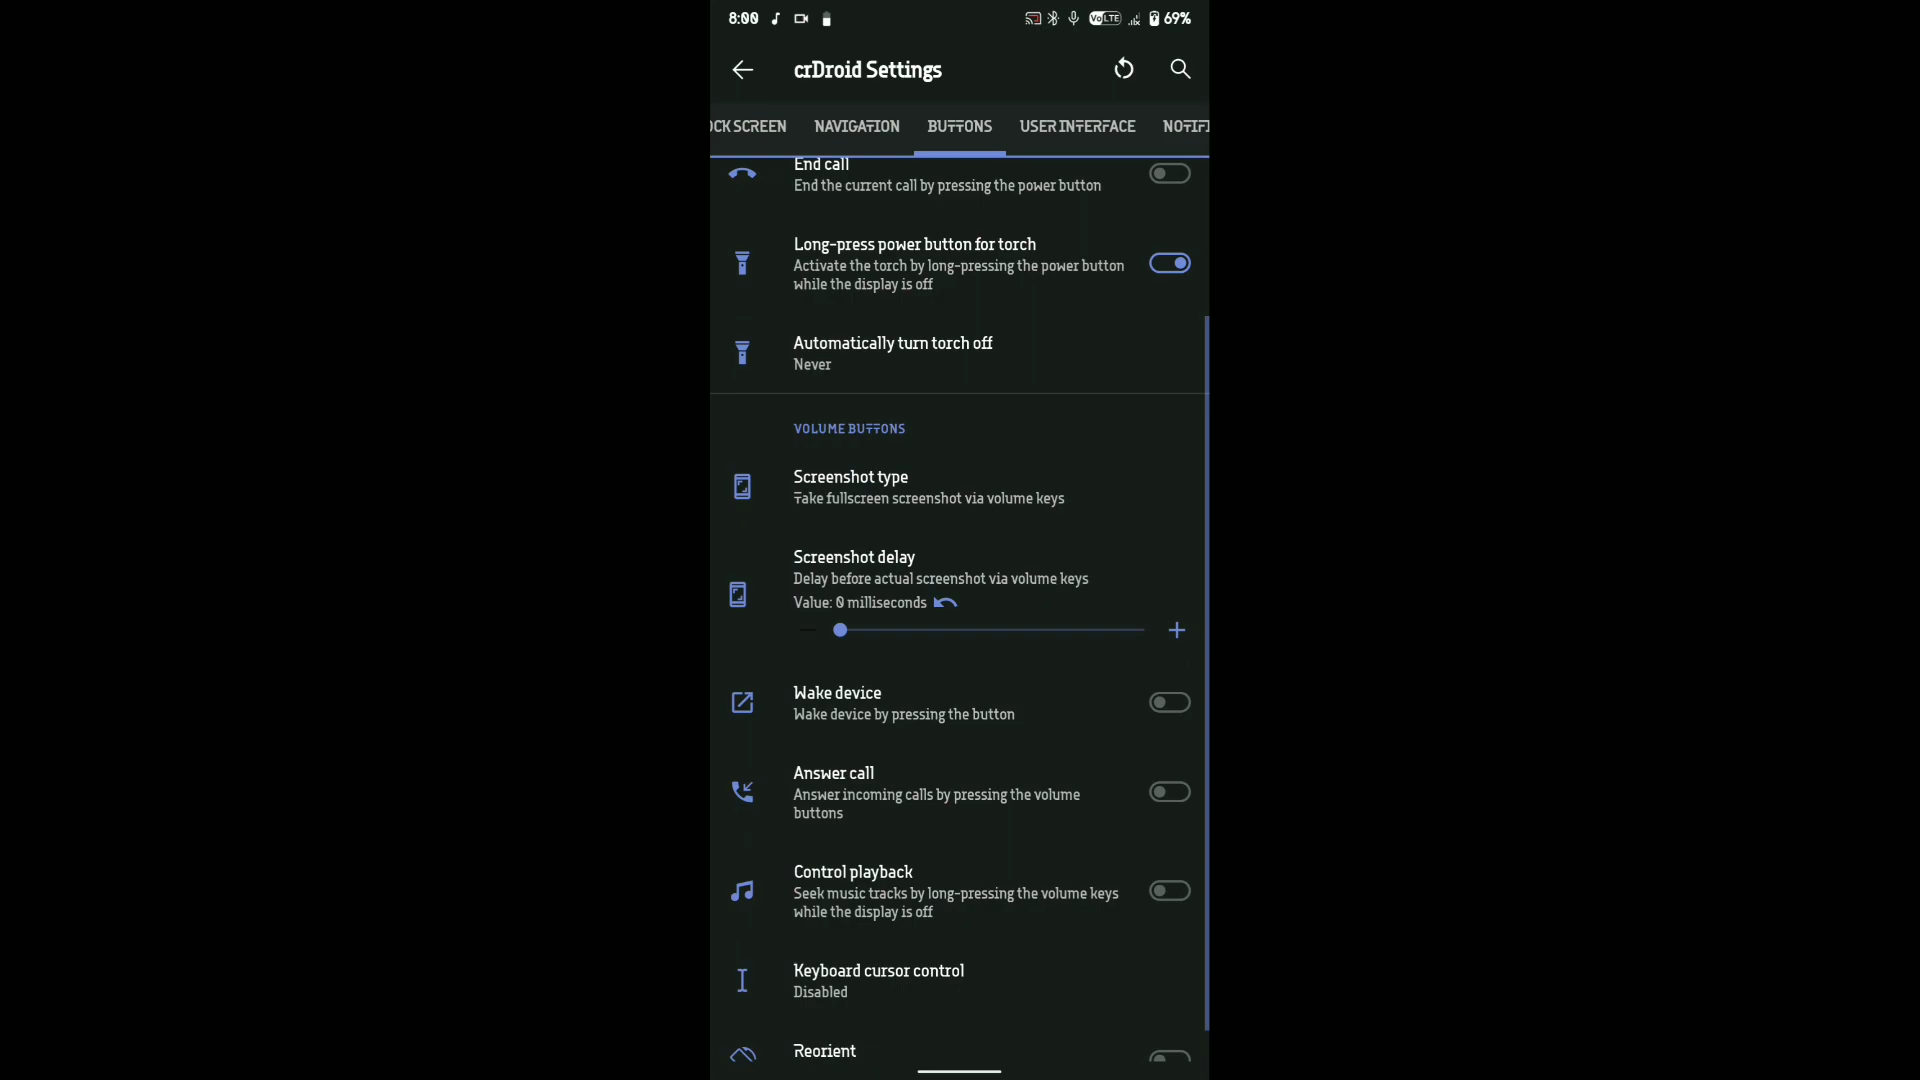 8:00
VoLTE
69%
crDroid Settings
OCK SCREEN
NAVIGATION
BUTTONS
USER INTERFACE
NOTIFI
End call
End the current call by pressing the power button
Long-press power button for torch
Activate the torch by long-pressing the power button
while the display is off
Automatically turn torch off
Never
VOLUME BUTTONS
Screenshot type
Take fullscreen screenshot via volume keys
Screenshot delay
Delay before actual screenshot via volume keys
Value: 0 milliseconds
Wake device
Wake device by pressing the button
Answer call
Answer incoming calls by pressing the volume
buttons
Control playback
Seek music tracks by long-pressing the volume keys
while the display is off
Keyboard cursor control
Disabled
Reorient